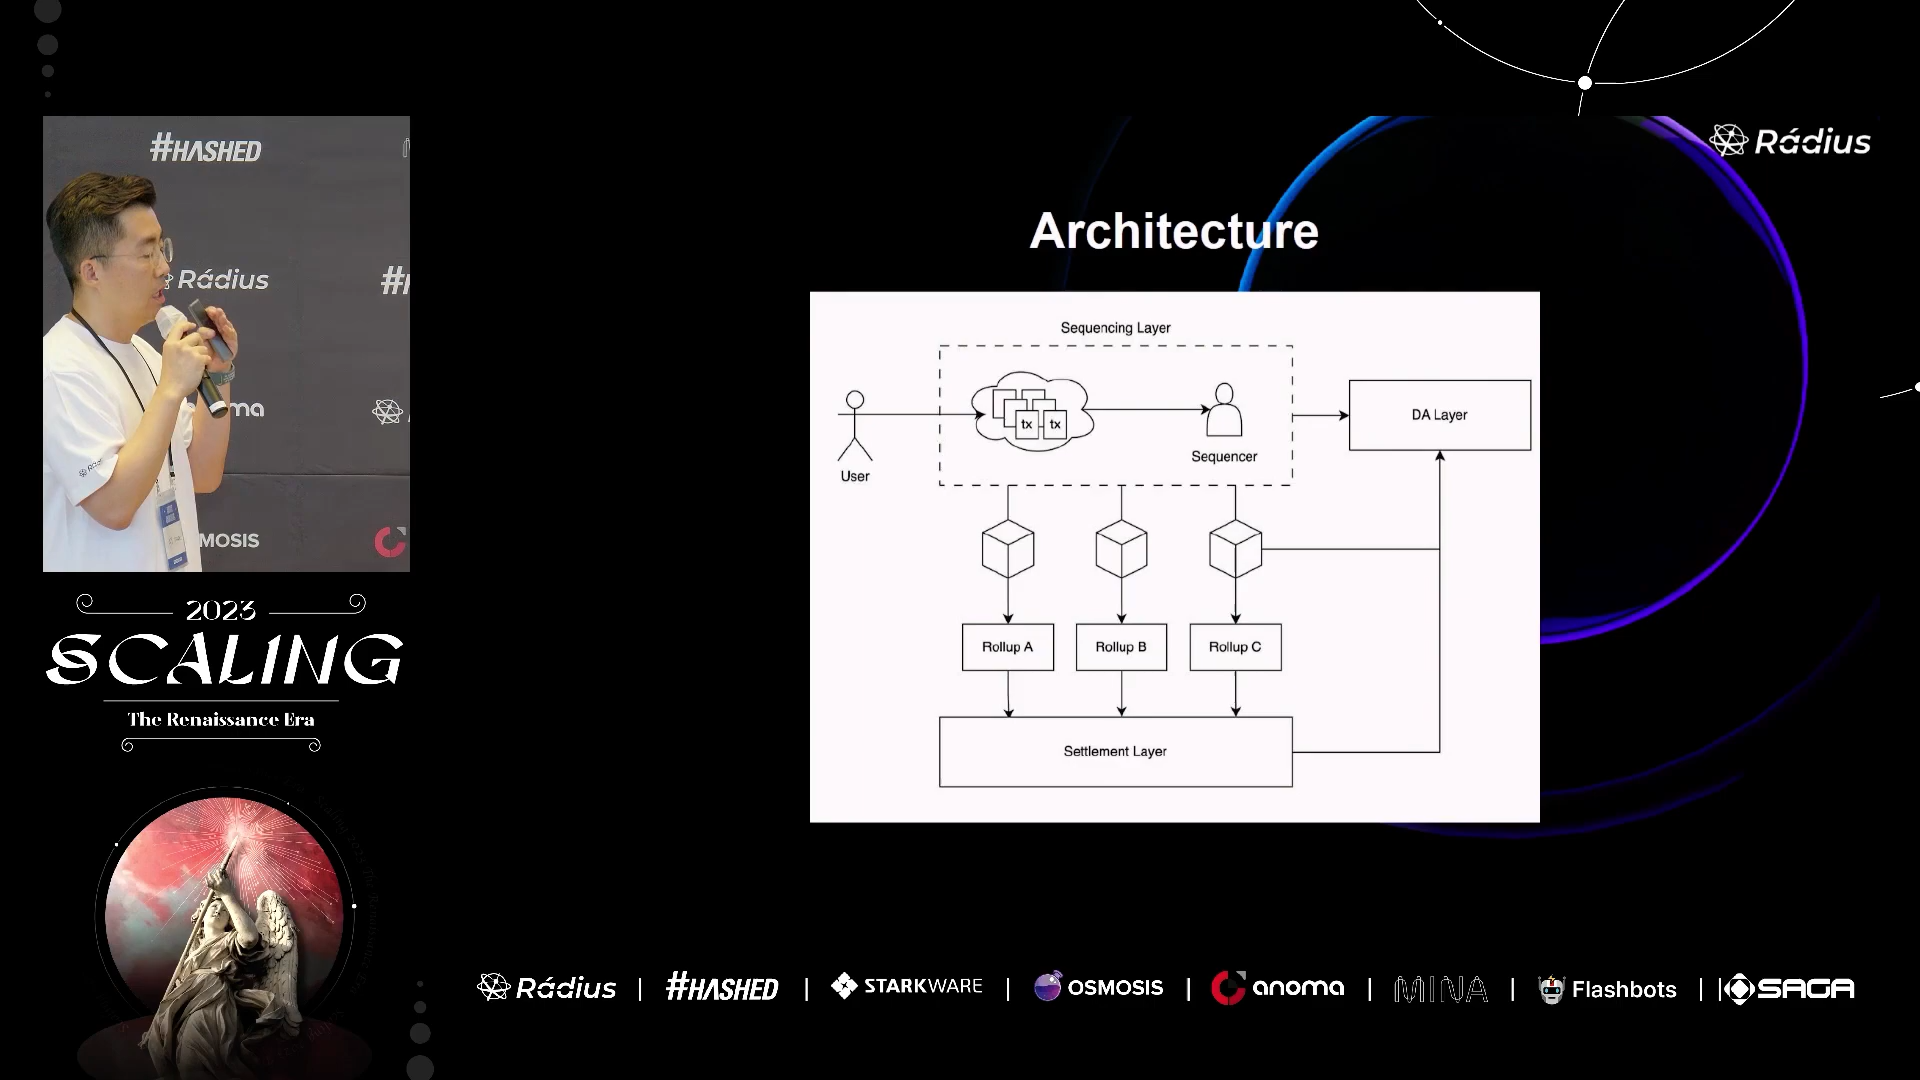 #HASHED
Rádius
MOSIS
2023
SCALING
The Renaissance Era
Rádius
Architecture
Sequencing Layer
tx tx
User
Sequencer
DA Layer
Rollup A
Rollup B
Rollup C
Settlement Layer
Rádius | #HASHED | STARKWARE | OSMOSIS | anoma | MINA | Flashbots | SAGA